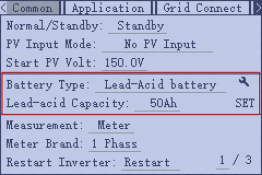 < Common Application Grid Connect >
Normal/Standby: Standby
PV Input Mode: No PV Input
Start PV Volt: 150.0V
Battery Type: Lead-Acid battery
Lead-acid Capacity: 50Ah SET
Measurement: Meter
Meter Brand: 1 Phass
Restart Inverter: Restart 1 / 3